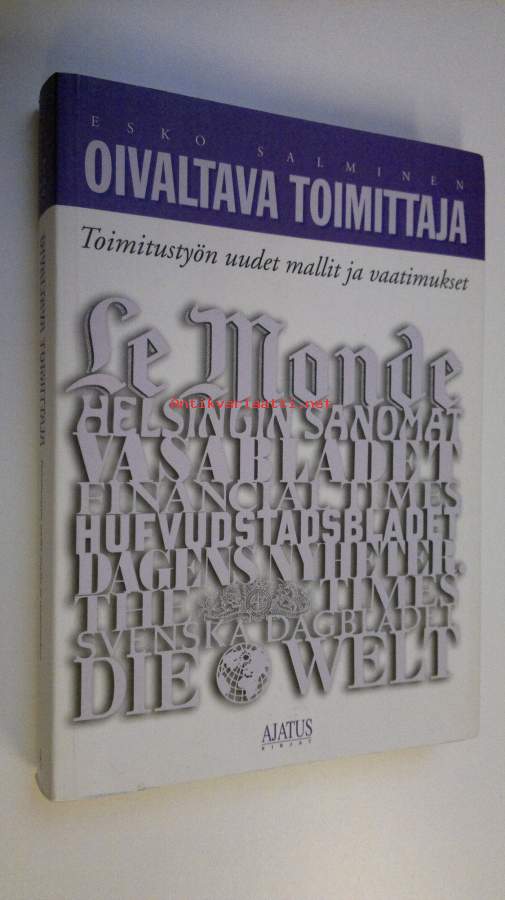 ESKO SALMINEN
OIVALTAVA TOIMITTAJA
Toimitustyön uudet mallit ja vaatimukset
Le Monde
Antikvariaatti.net
HELSINGIN SANOMAT
VASABLADET
FINANCIAL TIMES
HUFVUDSTADSBLADET
DAGENS NYHETER.
THE TIMES
SVENSKA DAGBLADET
DIE WELT
AJATUS
KIRJAT
OIVALTAVA TOIMITTAJA